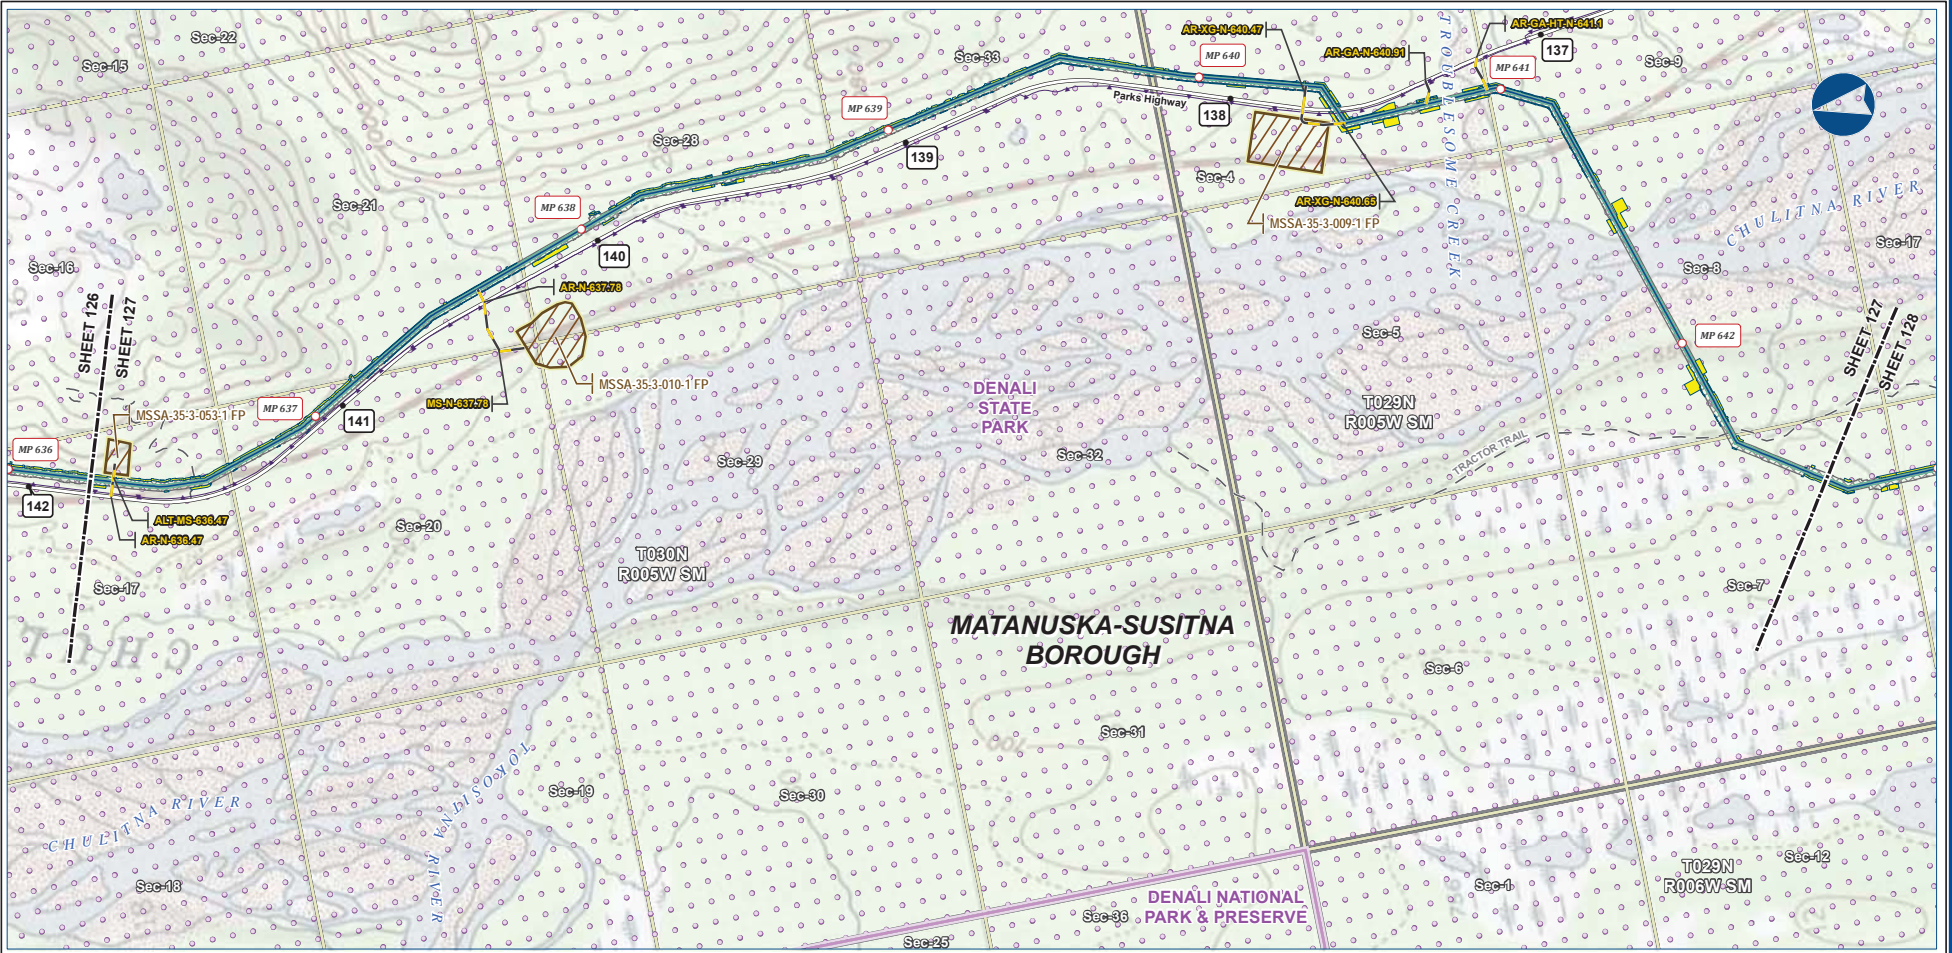 Sec-22
Sec-15
Sec-33
AR-XG-N-640.47
MP 640
AR-GA-N-640.91
TROUBLESOME CREEK
AR-GA-HT-N-641.1
137
MP 641
Sec-9
MP 639
Parks Highway
138
139
Sec-28
Sec-4
AR-XG-N-640.65
MSSA-35-3-009-1 FP
CHULITNA RIVER
Sec-17
Sec-8
Sec-21
MP 638
140
Sec-16
SHEET 126
SHEET 127
AR-N-637.78
Sec-5
MP 642
SHEET 127
SHEET 128
MSSA-35-3-010-1 FP
MS-N-637.78
DENALI
STATE
PARK
T029N
R005W SM
MSSA-35-3-053-1 FP
MP 637
141
MP 636
TRACTOR TRAIL
Sec-29
Sec-32
142
ALT-MS-636.47
AR-N-636.47
Sec-20
T030N
R005W SM
Sec-17
Sec-7
MATANUSKA-SUSITNA
BOROUGH
Sec-6
Sec-31
Sec-19
Sec-30
CHULITNA RIVER
TOKOSITNA RIVER
Sec-18
Sec-12
T029N
R006W SM
Sec-1
DENALI NATIONAL
PARK & PRESERVE
Sec-36
Sec-25